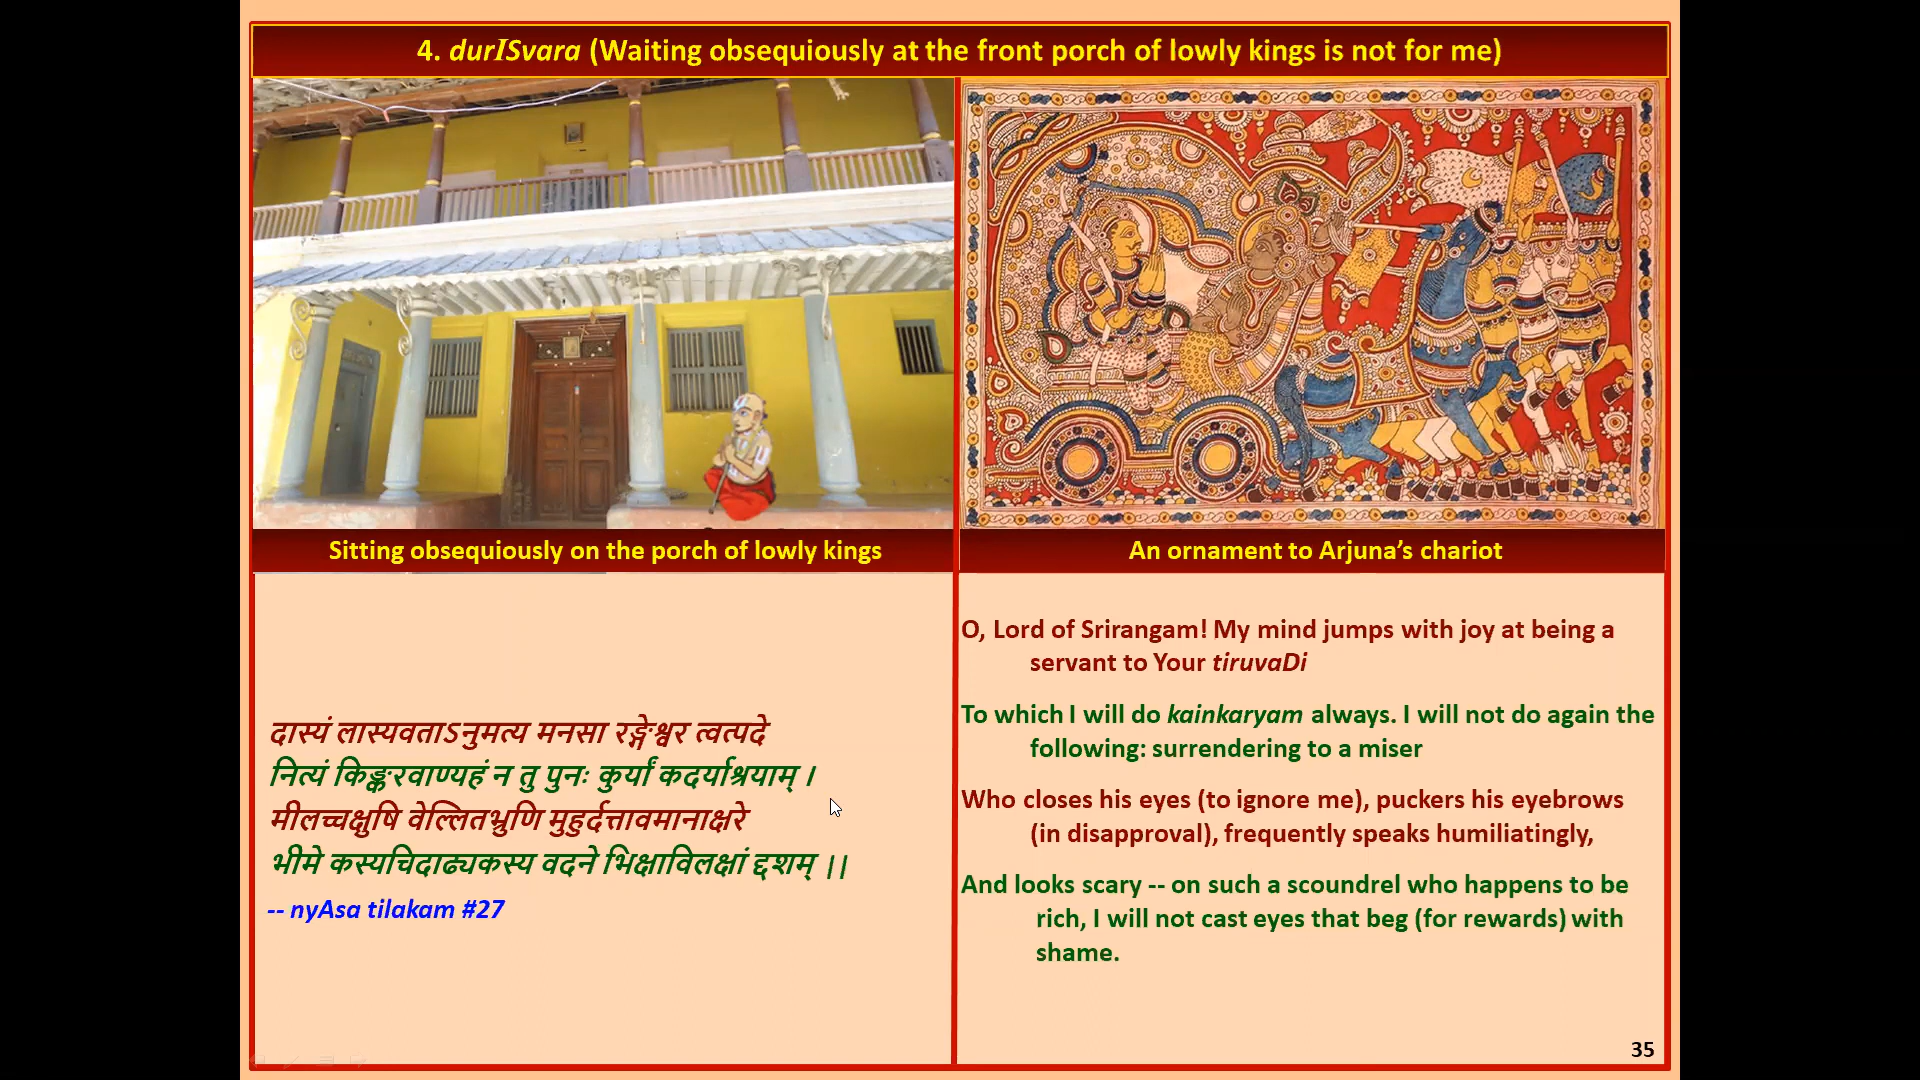 4. durISvara (Waiting obsequiously at the front porch of lowly kings is not for me)
Sitting obsequiously on the porch of lowly kings
An ornament to Arjuna’s chariot
दास्यं लास्यवताऽनुमत्य मनसा रङ्गेश्वर त्वत्पदे
नित्यं किङ्करवाण्यहं न तु पुनः कुर्यां कदर्याश्रयाम् ।
मीलच्चक्षुषि वेल्लितभ्रुणि मुहुर्दत्तावमानाक्षरे
भीमे कस्यचिदाढ्यकस्य वदने भिक्षाविलक्षां द्दशम् ।।
-- nyAsa tilakam #27
O, Lord of Srirangam! My mind jumps with joy at being a
servant to Your tiruvaDi
To which I will do kainkaryam always. I will not do again the
following: surrendering to a miser
Who closes his eyes (to ignore me), puckers his eyebrows
(in disapproval), frequently speaks humiliatingly,
And looks scary -- on such a scoundrel who happens to be
rich, I will not cast eyes that beg (for rewards) with
shame.
35